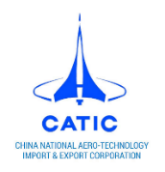 CATIC
CHINA NATIONAL AERO-TECHNOLOGY
IMPORT & EXPORT CORPORATION